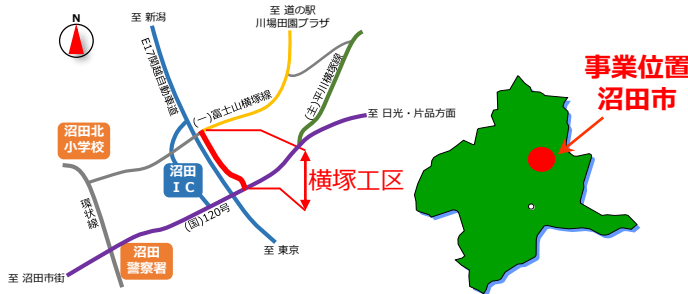 N
至 新潟
至 道の駅
川場田園プラザ
E17関越自動車道
(一)富士山横塚線
(主)平川横塚線
至 日光・片品方面
沼田北
小学校
沼田
ＩＣ
横塚工区
環状線
(国)120号
沼田
警察署
至 東京
至 沼田市街
事業位置
沼田市